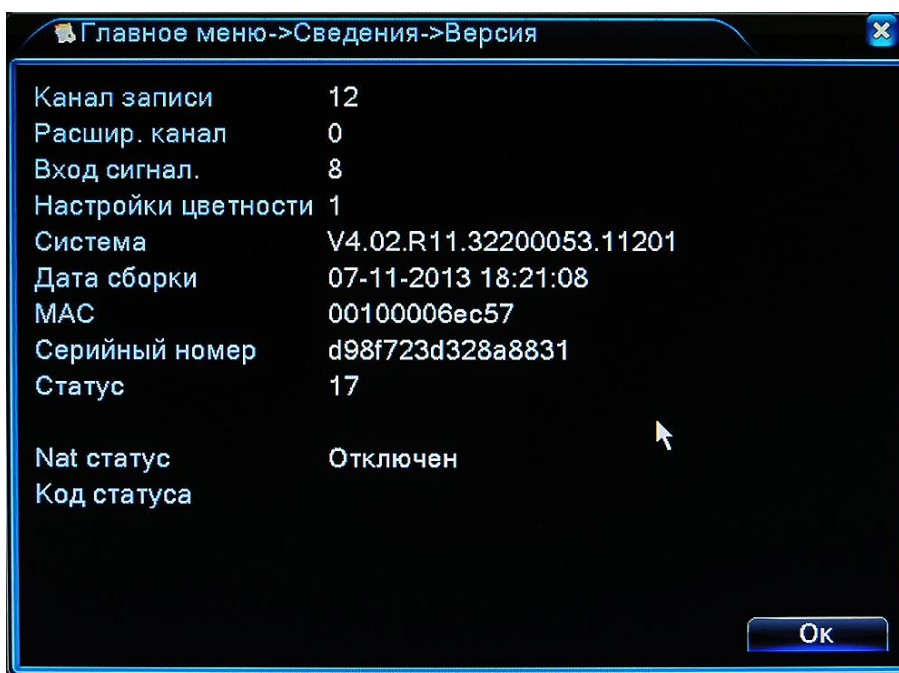 Главное меню->Сведения->Версия
Канал записи 12
Расшир. канал 0
Вход сигнал. 8
Настройки цветности 1
Система V4.02.R11.32200053.11201
Дата сборки 07-11-2013 18:21:08
MAC 00100006ec57
Серийный номер d98f723d328a8831
Статус 17
Nat статус Отключен
Код статуса
Ок